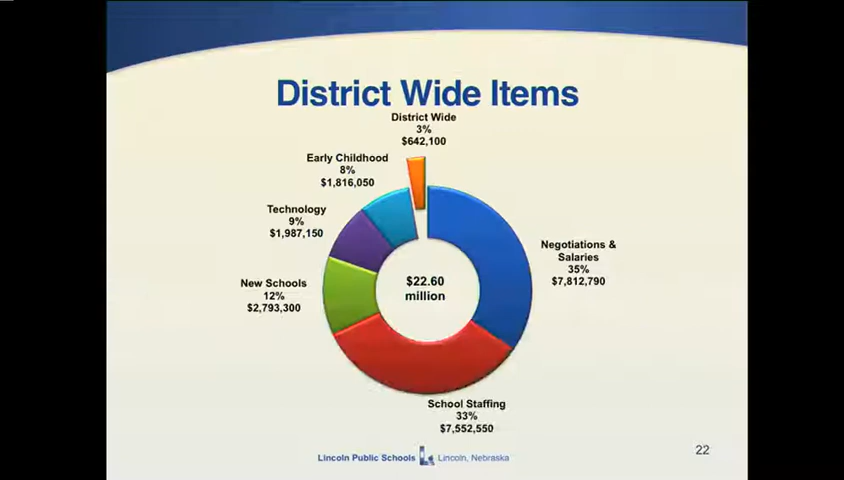 District Wide Items
District Wide
3%
$642,100
Early Childhood
8%
$1,816,050
Technology
9%
$1,987,150
New Schools
12%
$2,793,300
$22.60
million
Negotiations &
Salaries
35%
$7,812,790
School Staffing
33%
$7,552,550
Lincoln Public Schools Lincoln, Nebraska
22